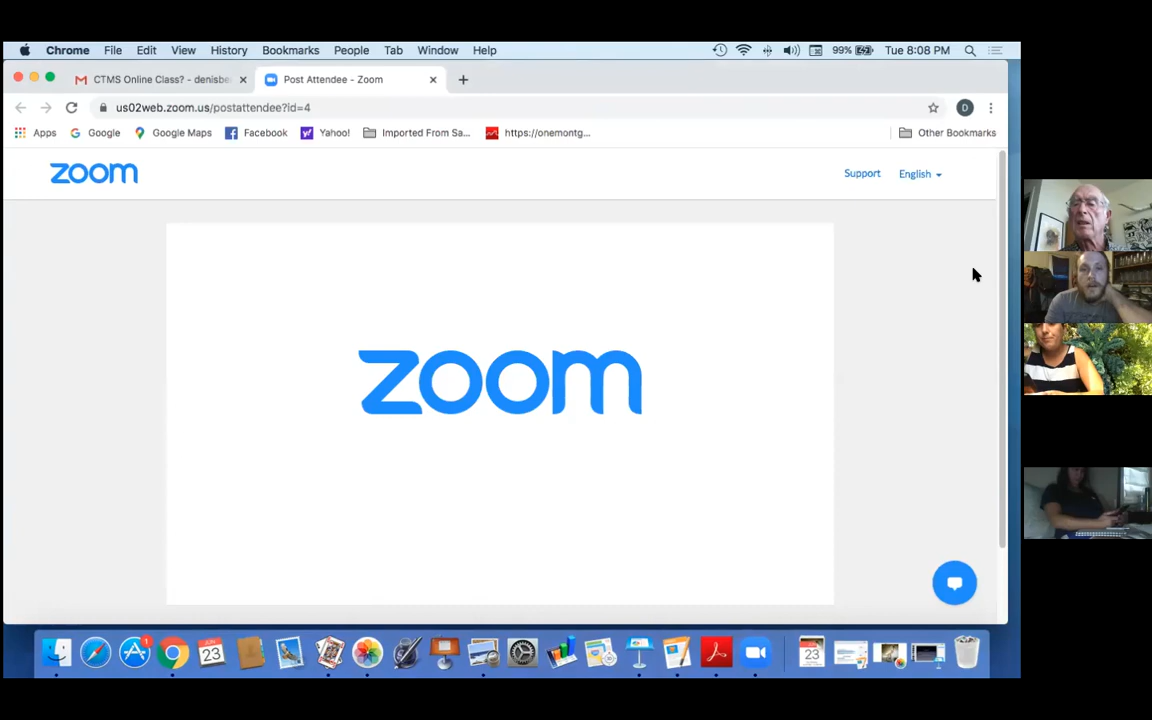 Chrome File Edit View History Bookmarks People Tab Window Help 99% Tue 8:08 PM
CTMS Online Class? - denisbe Post Attendee - Zoom
us02web.zoom.us/postattendee?id=4 D
Apps Google Google Maps Facebook Yahoo! Imported From Sa... https://onemontg... Other Bookmarks
zoom Support English
zoom
1 JUN 23 23